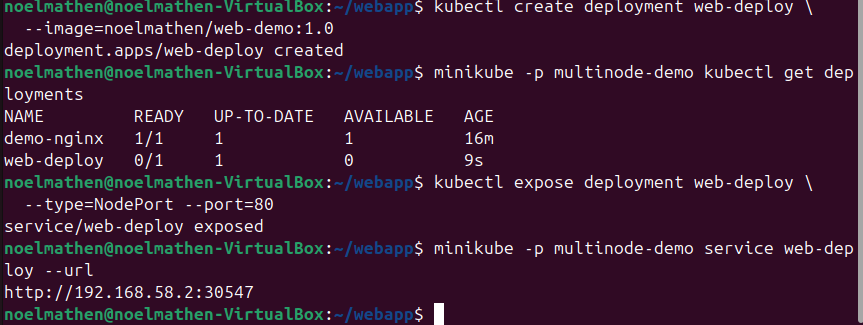 noelmathen@noelmathen-VirtualBox:~/webapp$ kubectl create deployment web-deploy \
  --image=noelmathen/web-demo:1.0
deployment.apps/web-deploy created
noelmathen@noelmathen-VirtualBox:~/webapp$ minikube -p multinode-demo kubectl get dep
loyments
NAME         READY   UP-TO-DATE   AVAILABLE   AGE
demo-nginx   1/1     1            1           16m
web-deploy   0/1     1            0           9s
noelmathen@noelmathen-VirtualBox:~/webapp$ kubectl expose deployment web-deploy \
  --type=NodePort --port=80
service/web-deploy exposed
noelmathen@noelmathen-VirtualBox:~/webapp$ minikube -p multinode-demo service web-dep
loy --url
http://192.168.58.2:30547
noelmathen@noelmathen-VirtualBox:~/webapp$